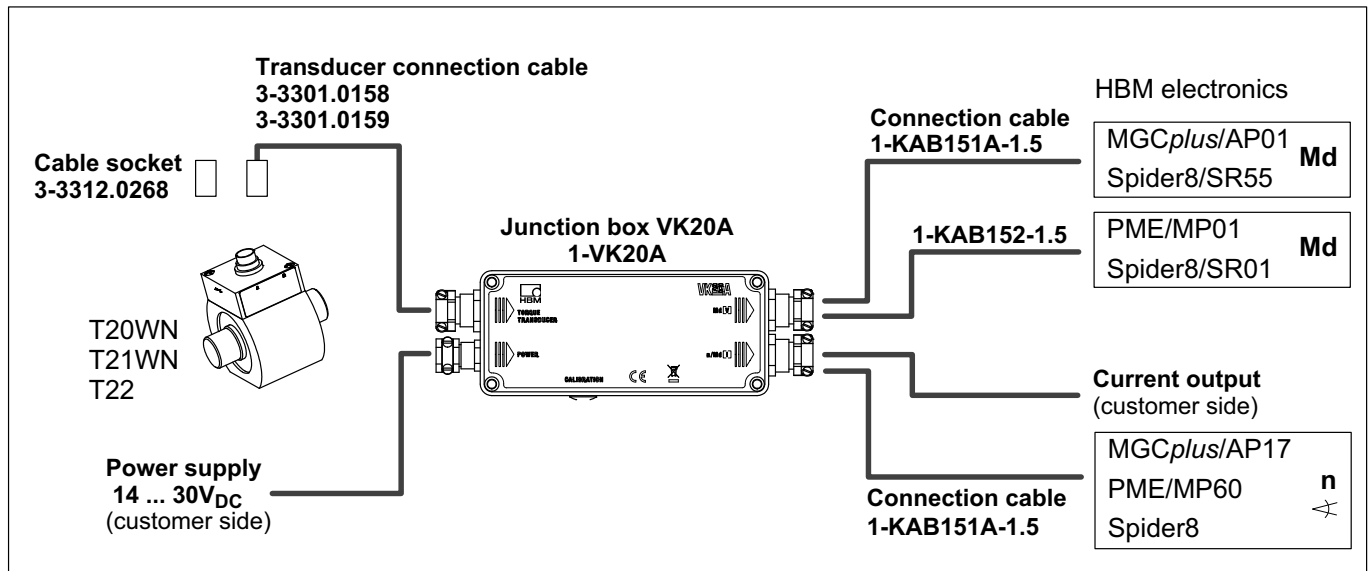 Transducer connection cable
3-3301.0158
3-3301.0159
Cable socket
3-3312.0268
T20WN
T21WN
T22
Power supply
14 ... 30VDC
(customer side)
Junction box VK20A
1-VK20A
HBM
VK20A
TORQUE
TRANSDUCER
Md[U]
POWER
n/Md[I]
CALIBRATION
CE
Connection cable
1-KAB151A-1.5
1-KAB152-1.5
Connection cable
1-KAB151A-1.5
HBM electronics
MGCplus/AP01
Spider8/SR55
Md
PME/MP01
Spider8/SR01
Md
Current output
(customer side)
MGCplus/AP17
PME/MP60
Spider8
n